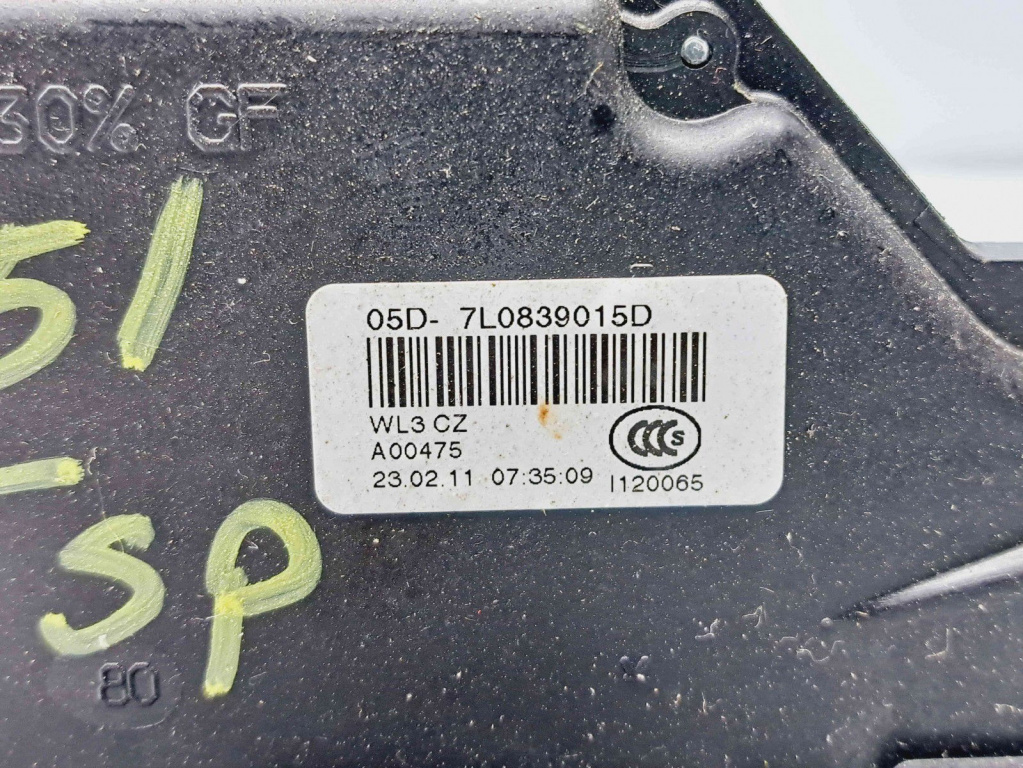 30% GF
51
05D- 7L0839015D
WL3 CZ
A00475
23.02.11 07:35:09
CCC S
I120065
SP
80